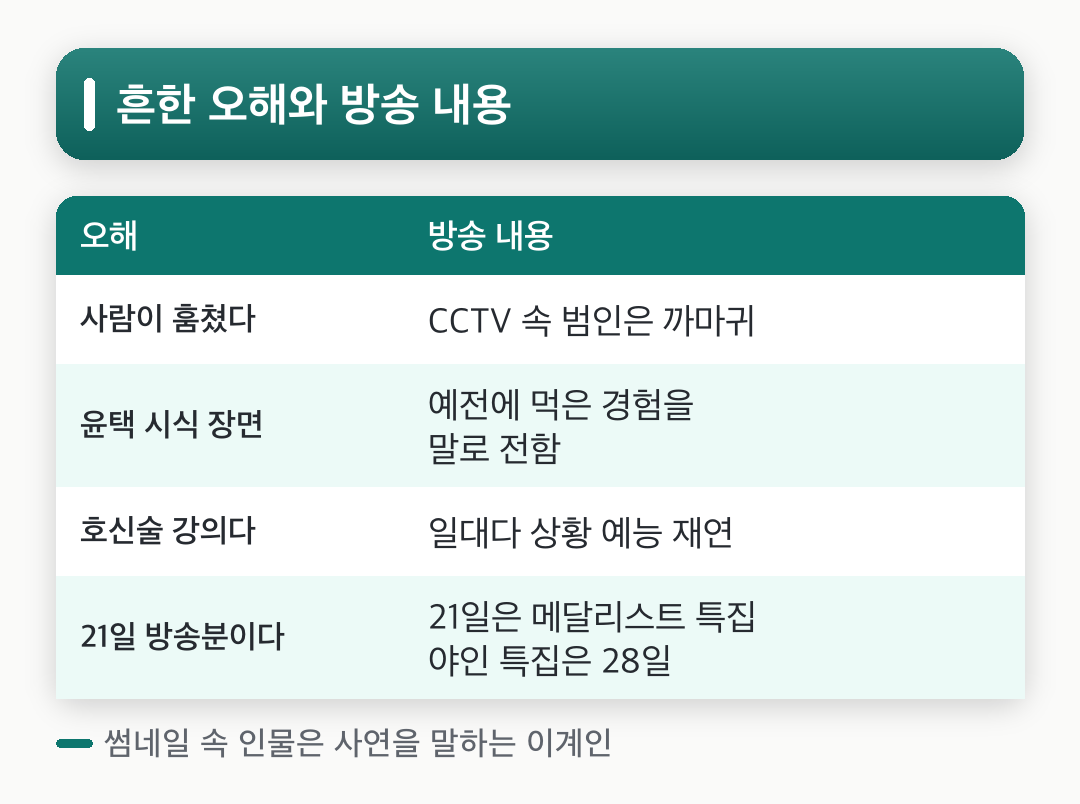 흔한 오해와 방송 내용
오해
방송 내용
사람이 훔쳤다
CCTV 속 범인은 까마귀
윤택 시식 장면
예전에 먹은 경험을
말로 전함
호신술 강의다
일대다 상황 예능 재연
21일 방송분이다
21일은 메달리스트 특집
야인 특집은 28일
썸네일 속 인물은 사연을 말하는 이계인